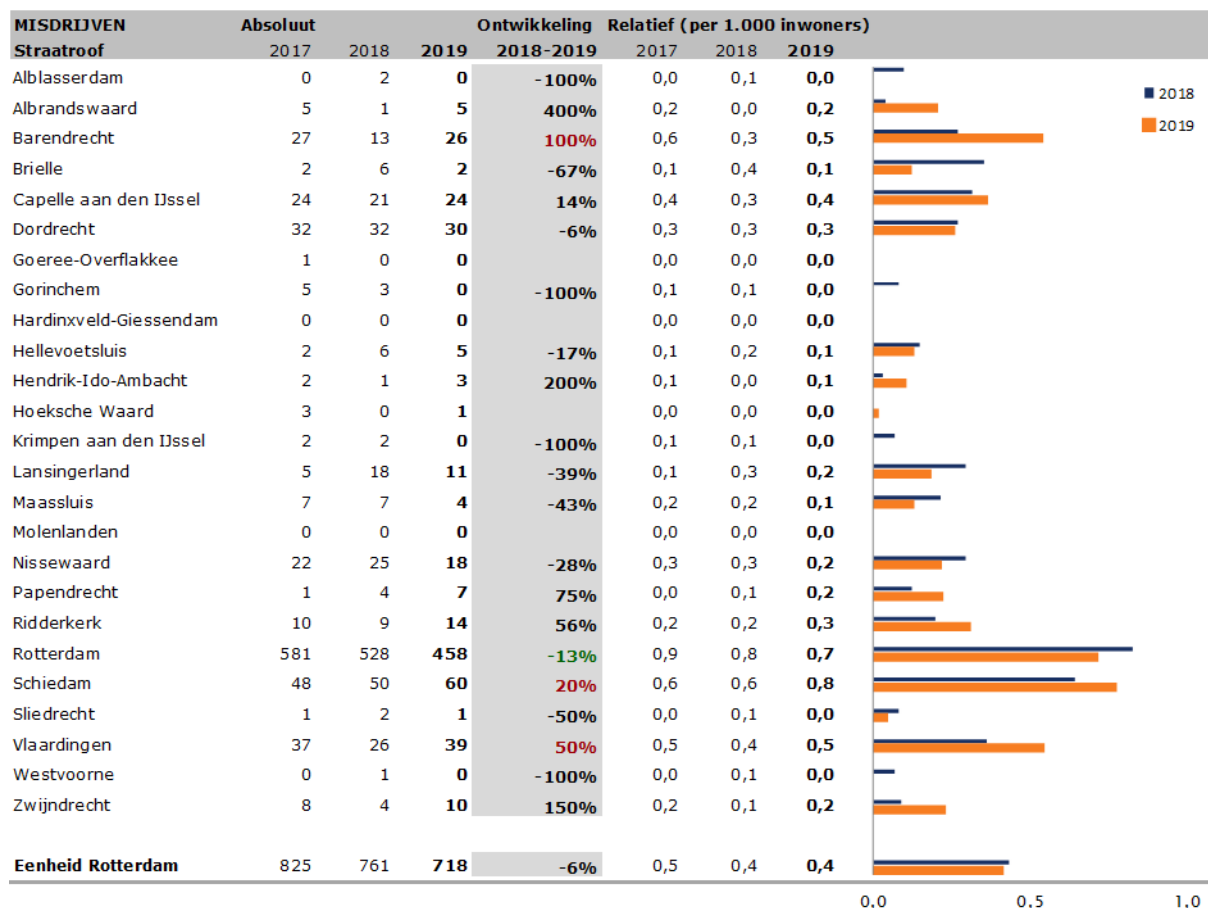 MISDRIJVEN Absoluut Ontwikkeling Relatief (per 1.000 inwoners)
Straatroof 2017 2018 2019 2018-2019 2017 2018 2019
Alblasserdam 0 2 0 -100% 0,0 0,1 0,0
2018
Albrandswaard 5 1 5 400% 0,2 0,0 0,2
2019
Barendrecht 27 13 26 100% 0,6 0,3 0,5
Brielle 2 6 2 -67% 0,1 0,4 0,1
Capelle aan den IJssel 24 21 24 14% 0,4 0,3 0,4
Dordrecht 32 32 30 -6% 0,3 0,3 0,3
Goeree-Overflakkee 1 0 0 0,0 0,0 0,0
Gorinchem 5 3 0 -100% 0,1 0,1 0,0
Hardinxveld-Giessendam 0 0 0 0,0 0,0 0,0
Hellevoetsluis 2 6 5 -17% 0,1 0,2 0,1
Hendrik-Ido-Ambacht 2 1 3 200% 0,1 0,0 0,1
Hoeksche Waard 3 0 1 0,0 0,0 0,0
Krimpen aan den IJssel 2 2 0 -100% 0,1 0,1 0,0
Lansingerland 5 18 11 -39% 0,1 0,3 0,2
Maassluis 7 7 4 -43% 0,2 0,2 0,1
Molenlanden 0 0 0 0,0 0,0 0,0
Nissewaard 22 25 18 -28% 0,3 0,3 0,2
Papendrecht 1 4 7 75% 0,0 0,1 0,2
Ridderkerk 10 9 14 56% 0,2 0,2 0,3
Rotterdam 581 528 458 -13% 0,9 0,8 0,7
Schiedam 48 50 60 20% 0,6 0,6 0,8
Sliedrecht 1 2 1 -50% 0,0 0,1 0,0
Vlaardingen 37 26 39 50% 0,5 0,4 0,5
Westvoorne 0 1 0 -100% 0,0 0,1 0,0
Zwijndrecht 8 4 10 150% 0,2 0,1 0,2
Eenheid Rotterdam 825 761 718 -6% 0,5 0,4 0,4
0.0 0.5 1.0